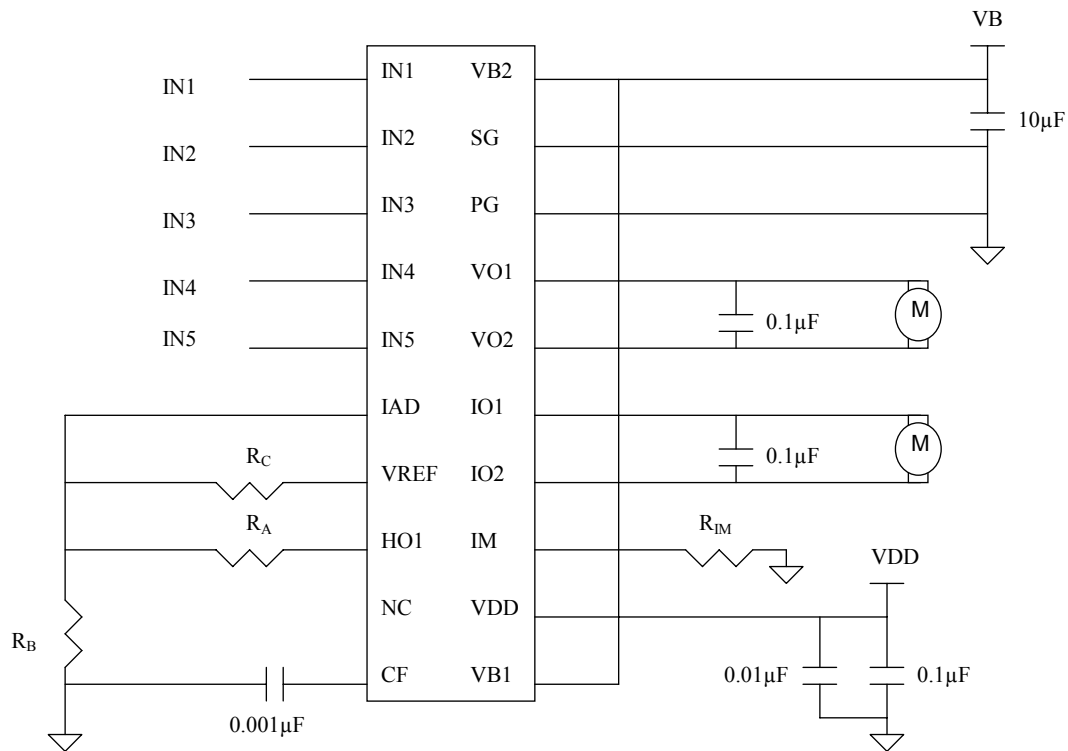 VB
IN1 IN1 VB2
10µF
IN2 IN2 SG
IN3 IN3 PG
IN4 IN4 VO1
0.1µF M
IN5 IN5 VO2
IAD IO1
RC
0.1µF M
VREF IO2
RA
HO1 IM
RIM
VDD
NC VDD
RB
0.01µF 0.1µF
CF VB1
0.001µF